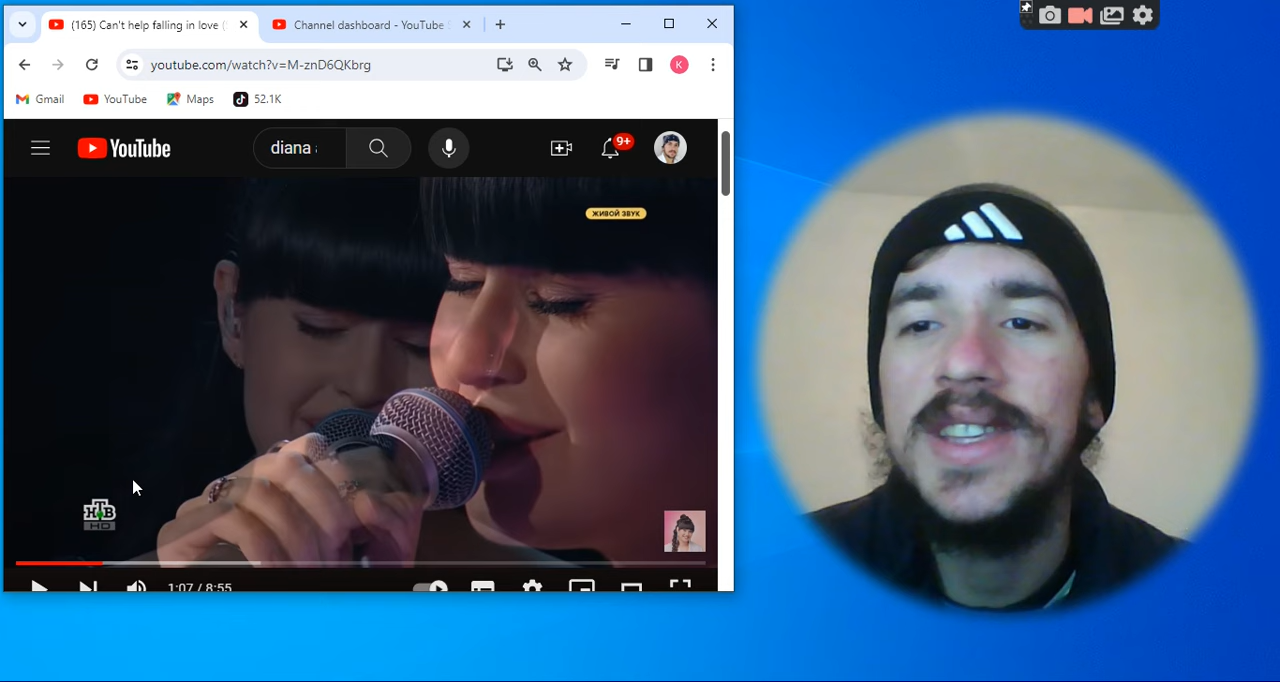 (165) Can't help falling in love (
Channel dashboard - YouTube
youtube.com/watch?v=M-znD6QKbrg
K
Gmail
YouTube
Maps
52.1K
YouTube
diana
9+
ЖИВОЙ ЗВУК
НТВ
HD
1:07 / 8:55